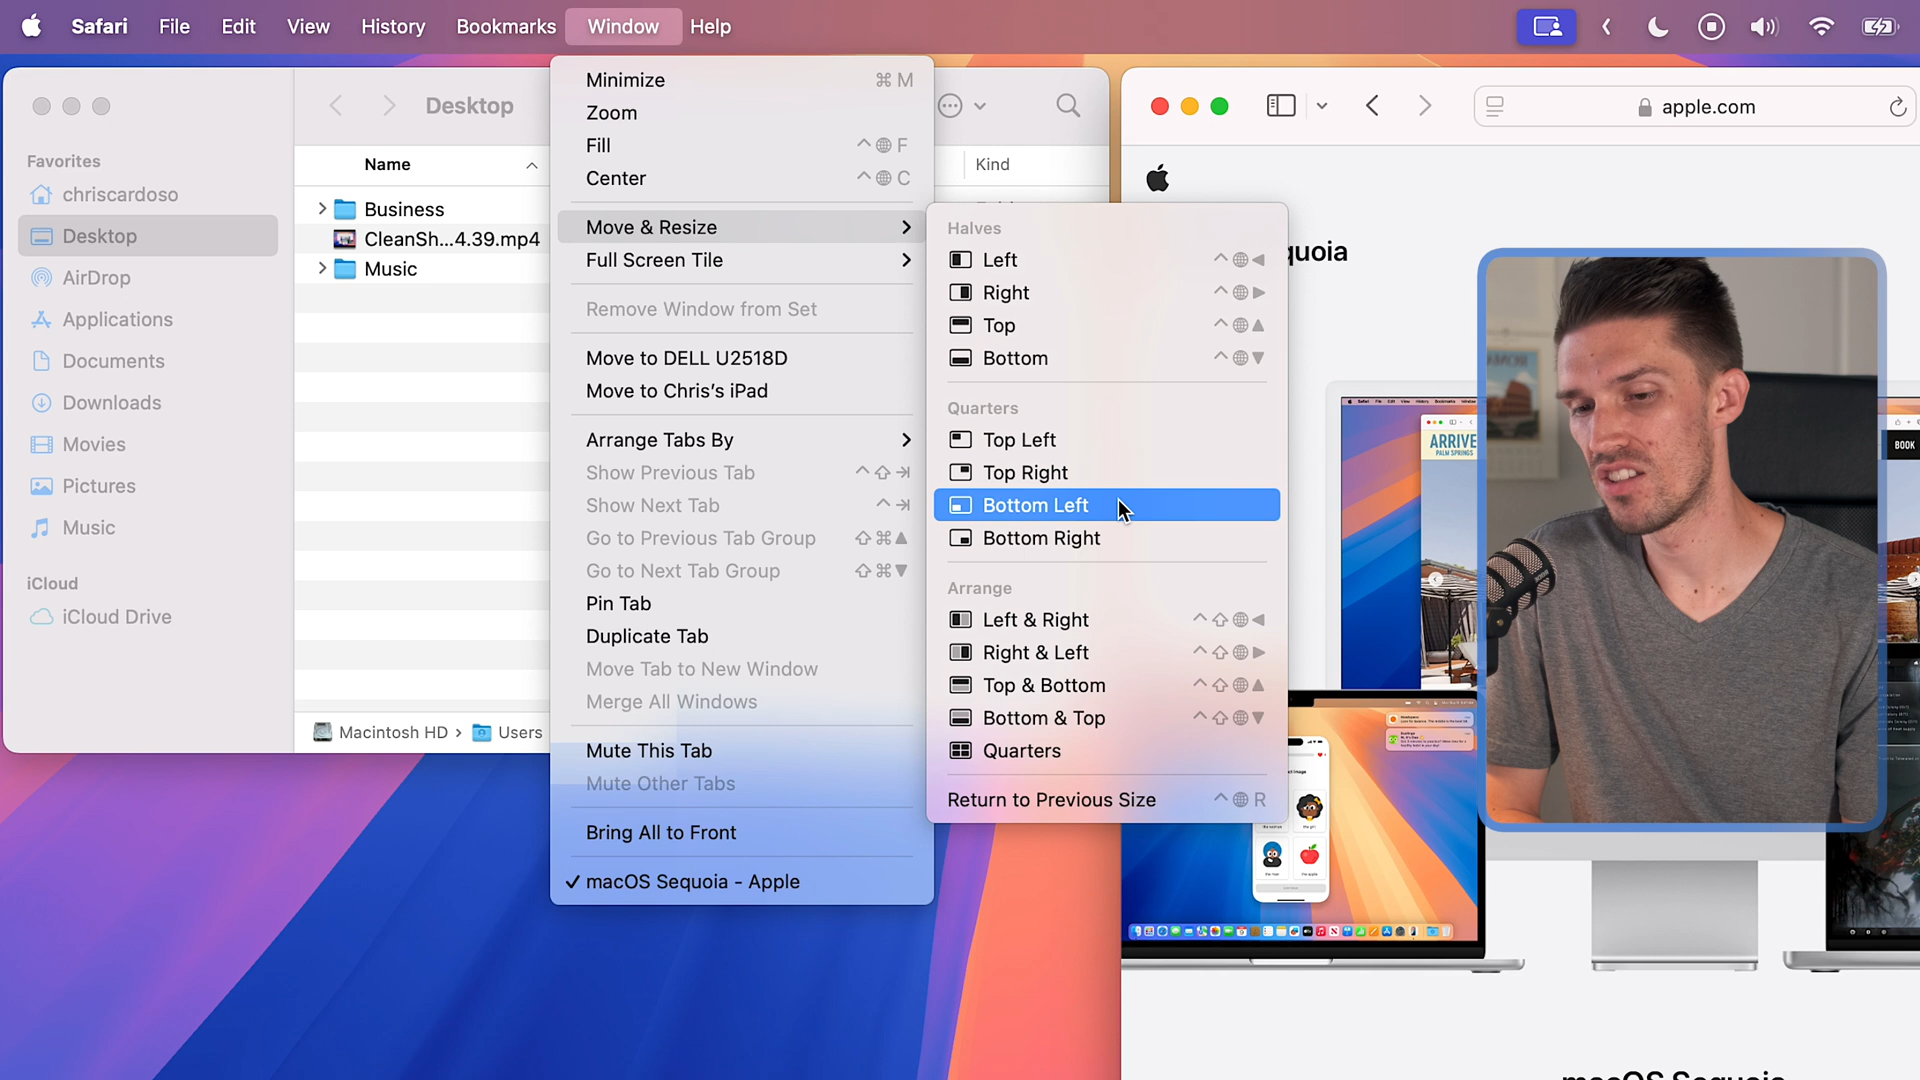 Safari File Edit View History Bookmarks Window Help
Desktop
Favorites
chriscardoso
Desktop
AirDrop
Applications
Documents
Downloads
Movies
Pictures
Music
iCloud
iCloud Drive
Name
Kind
Business
CleanSh...4.39.mp4
Music
Macintosh HD › Users
Minimize ⌘ M
Zoom
Fill ^ F
Center ^ C
Move & Resize
Full Screen Tile
Remove Window from Set
Move to DELL U2518D
Move to Chris's iPad
Arrange Tabs By
Show Previous Tab
Show Next Tab
Go to Previous Tab Group
Go to Next Tab Group
Pin Tab
Duplicate Tab
Move Tab to New Window
Merge All Windows
Mute This Tab
Mute Other Tabs
Bring All to Front
✓ macOS Sequoia - Apple
Halves
Left
Right
Top
Bottom
Quarters
Top Left
Top Right
Bottom Left
Bottom Right
Arrange
Left & Right
Right & Left
Top & Bottom
Bottom & Top
Quarters
Return to Previous Size ^ R
apple.com
quoia
ARRIVE
PALM SPRINGS
BOOK
macOS Sequoia